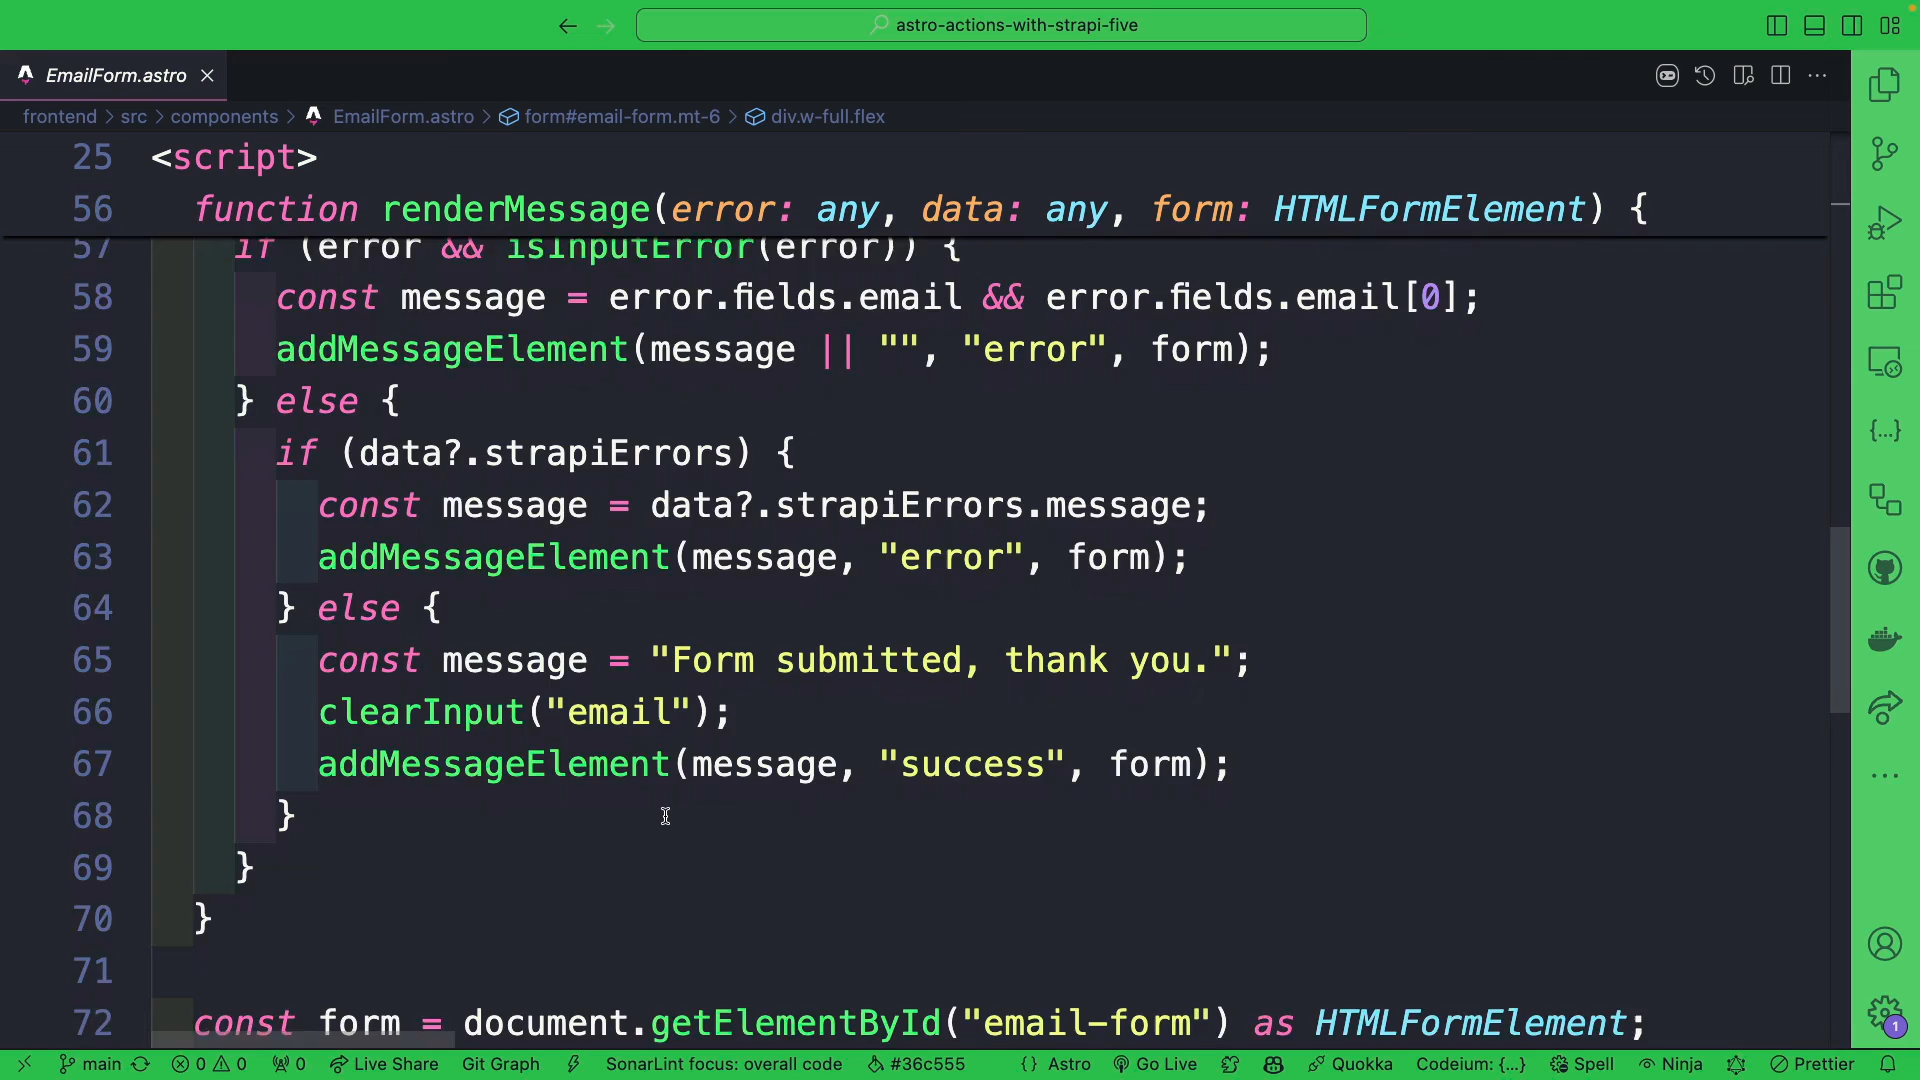 astro-actions-with-strapi-five
EmailForm.astro
frontend > src > components > EmailForm.astro > form#email-form.mt-6 > div.w-full.flex
25 <script>
56 function renderMessage(error: any, data: any, form: HTMLFormElement) {
57 if (error && isInputError(error)) {
58 const message = error.fields.email && error.fields.email[0];
59 addMessageElement(message || "", "error", form);
60 } else {
61 if (data?.strapiErrors) {
62 const message = data?.strapiErrors.message;
63 addMessageElement(message, "error", form);
64 } else {
65 const message = "Form submitted, thank you.";
66 clearInput("email");
67 addMessageElement(message, "success", form);
68 }
69 }
70 }
71
72 const form = document.getElementById("email-form") as HTMLFormElement;
1
main 0 0 0 Live Share Git Graph SonarLint focus: overall code #36c555 {} Astro Go Live Quokka Codeium: {...} Spell Ninja Prettier